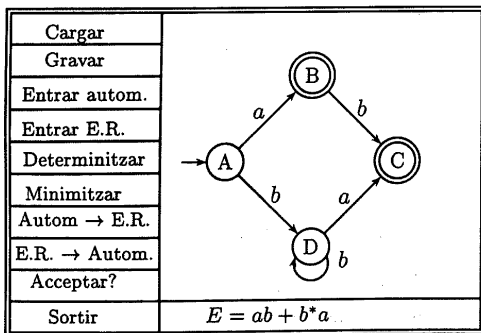 Cargar
Gravar
Entrar autom.
Entrar E.R.
Determinitzar
Minimitzar
Autom → E.R.
E.R. → Autom.
Acceptar?
Sortir
B
a
b
A
C
b
a
D
b
E = ab + b*a